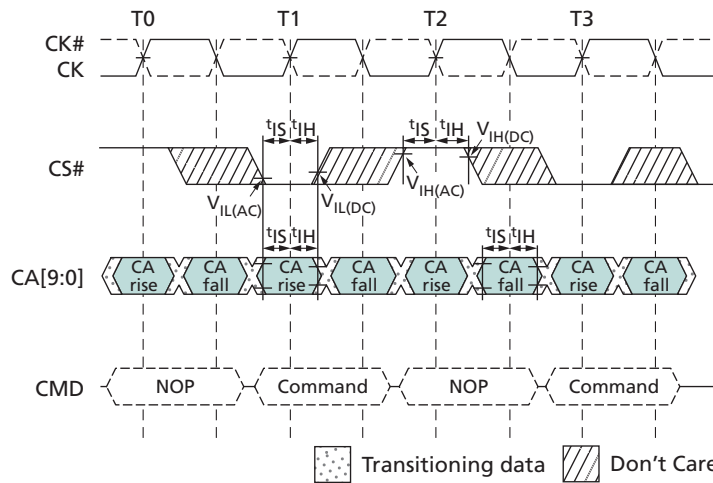 T0 T1 T2 T3
CK#
CK
tIS tIH tIS tIH VIH(DC)
CS#
VIL(AC) VIL(DC) VIH(AC)
tIS tIH tIS tIH
CA[9:0] CA rise CA fall CA rise CA fall CA rise CA fall CA rise CA fall
CMD NOP Command NOP Command
Transitioning data Don't Care